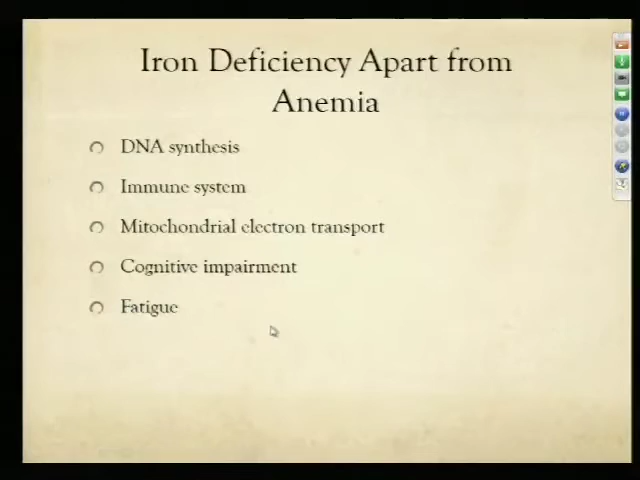 Iron Deficiency Apart from
Anemia
DNA synthesis
Immune system
Mitochondrial electron transport
Cognitive impairment
Fatigue